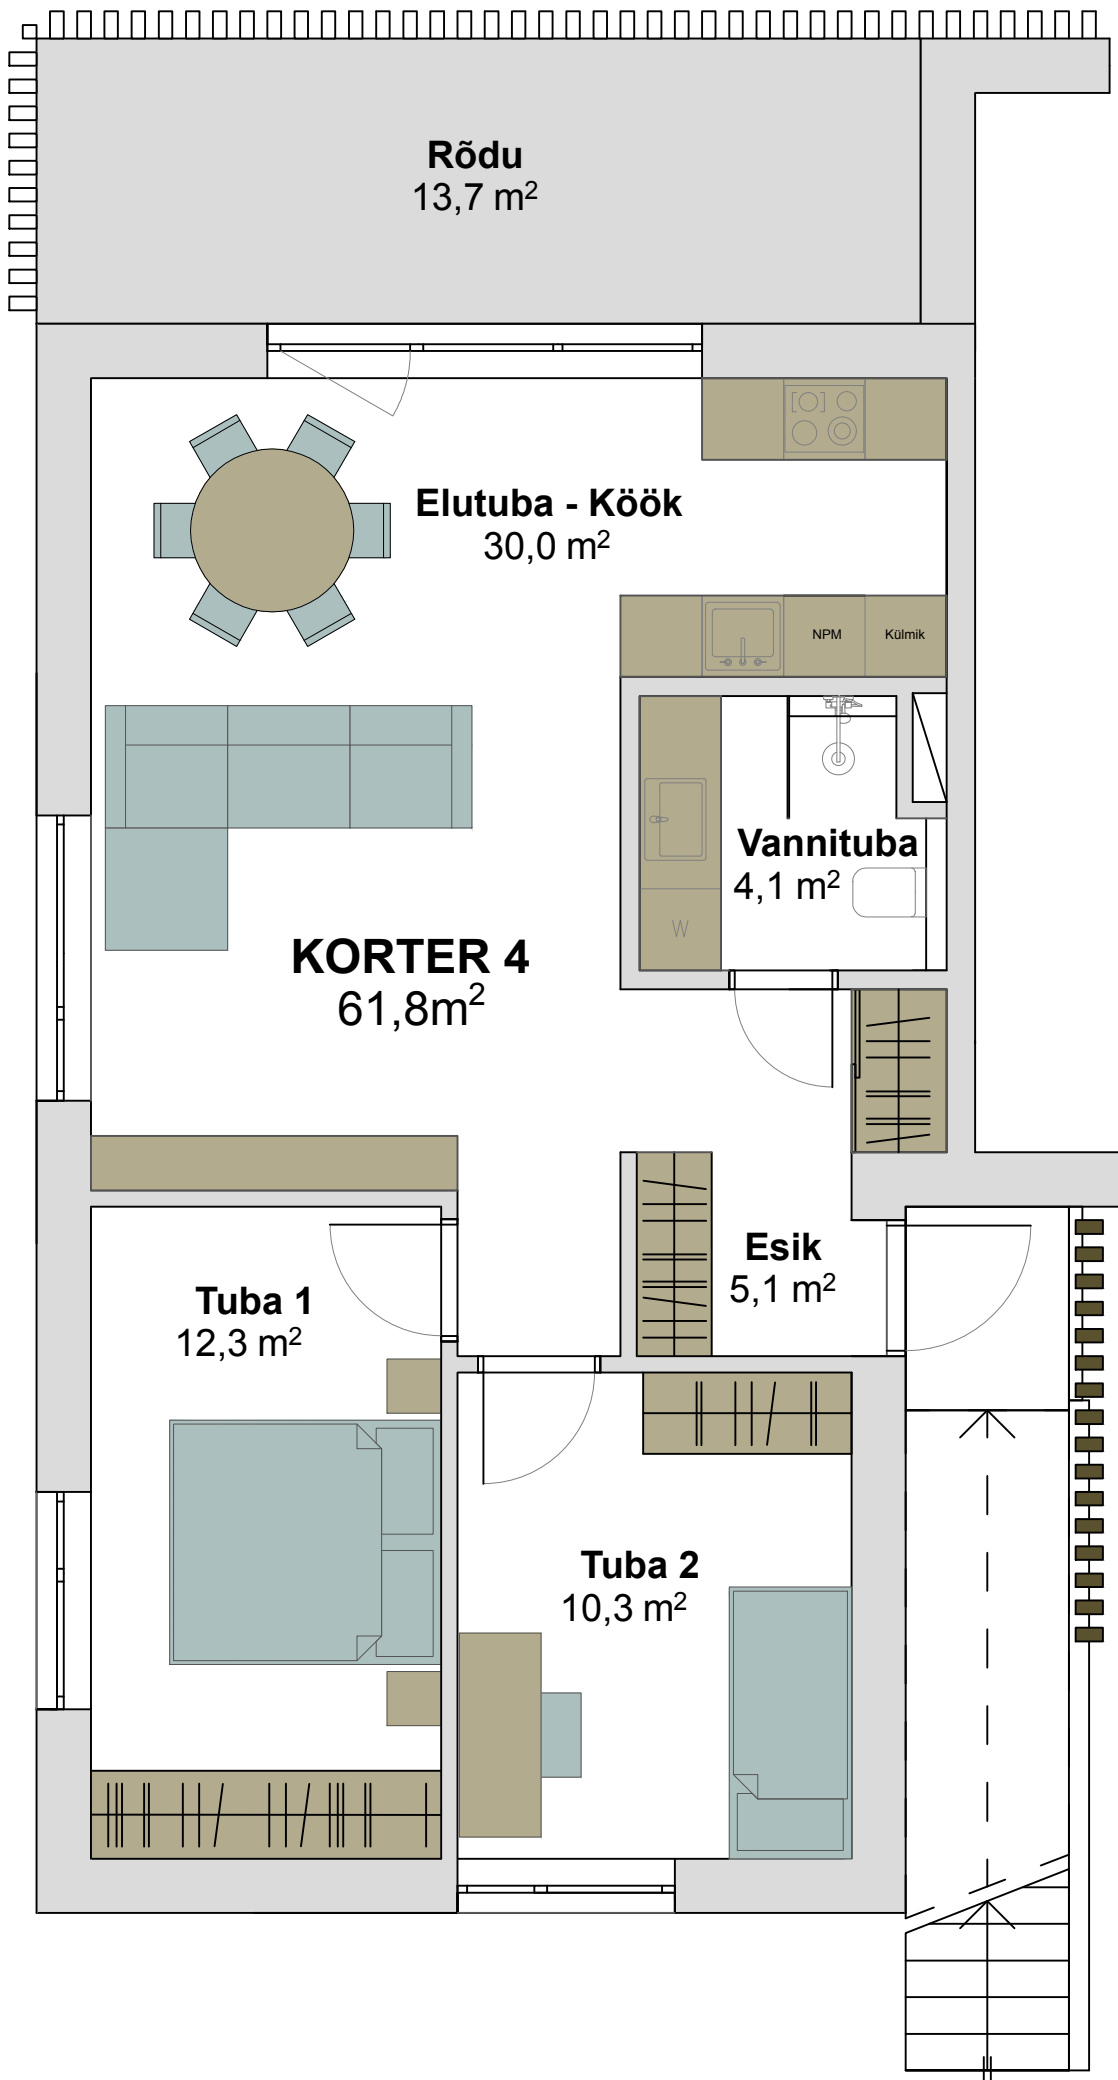 Rõdu
13,7 m²
Elutuba - Köök
30,0 m²
NPM
Külmik
Vannituba
4,1 m²
W
KORTER 4
61,8m²
Esik
5,1 m²
Tuba 1
12,3 m²
Tuba 2
10,3 m²